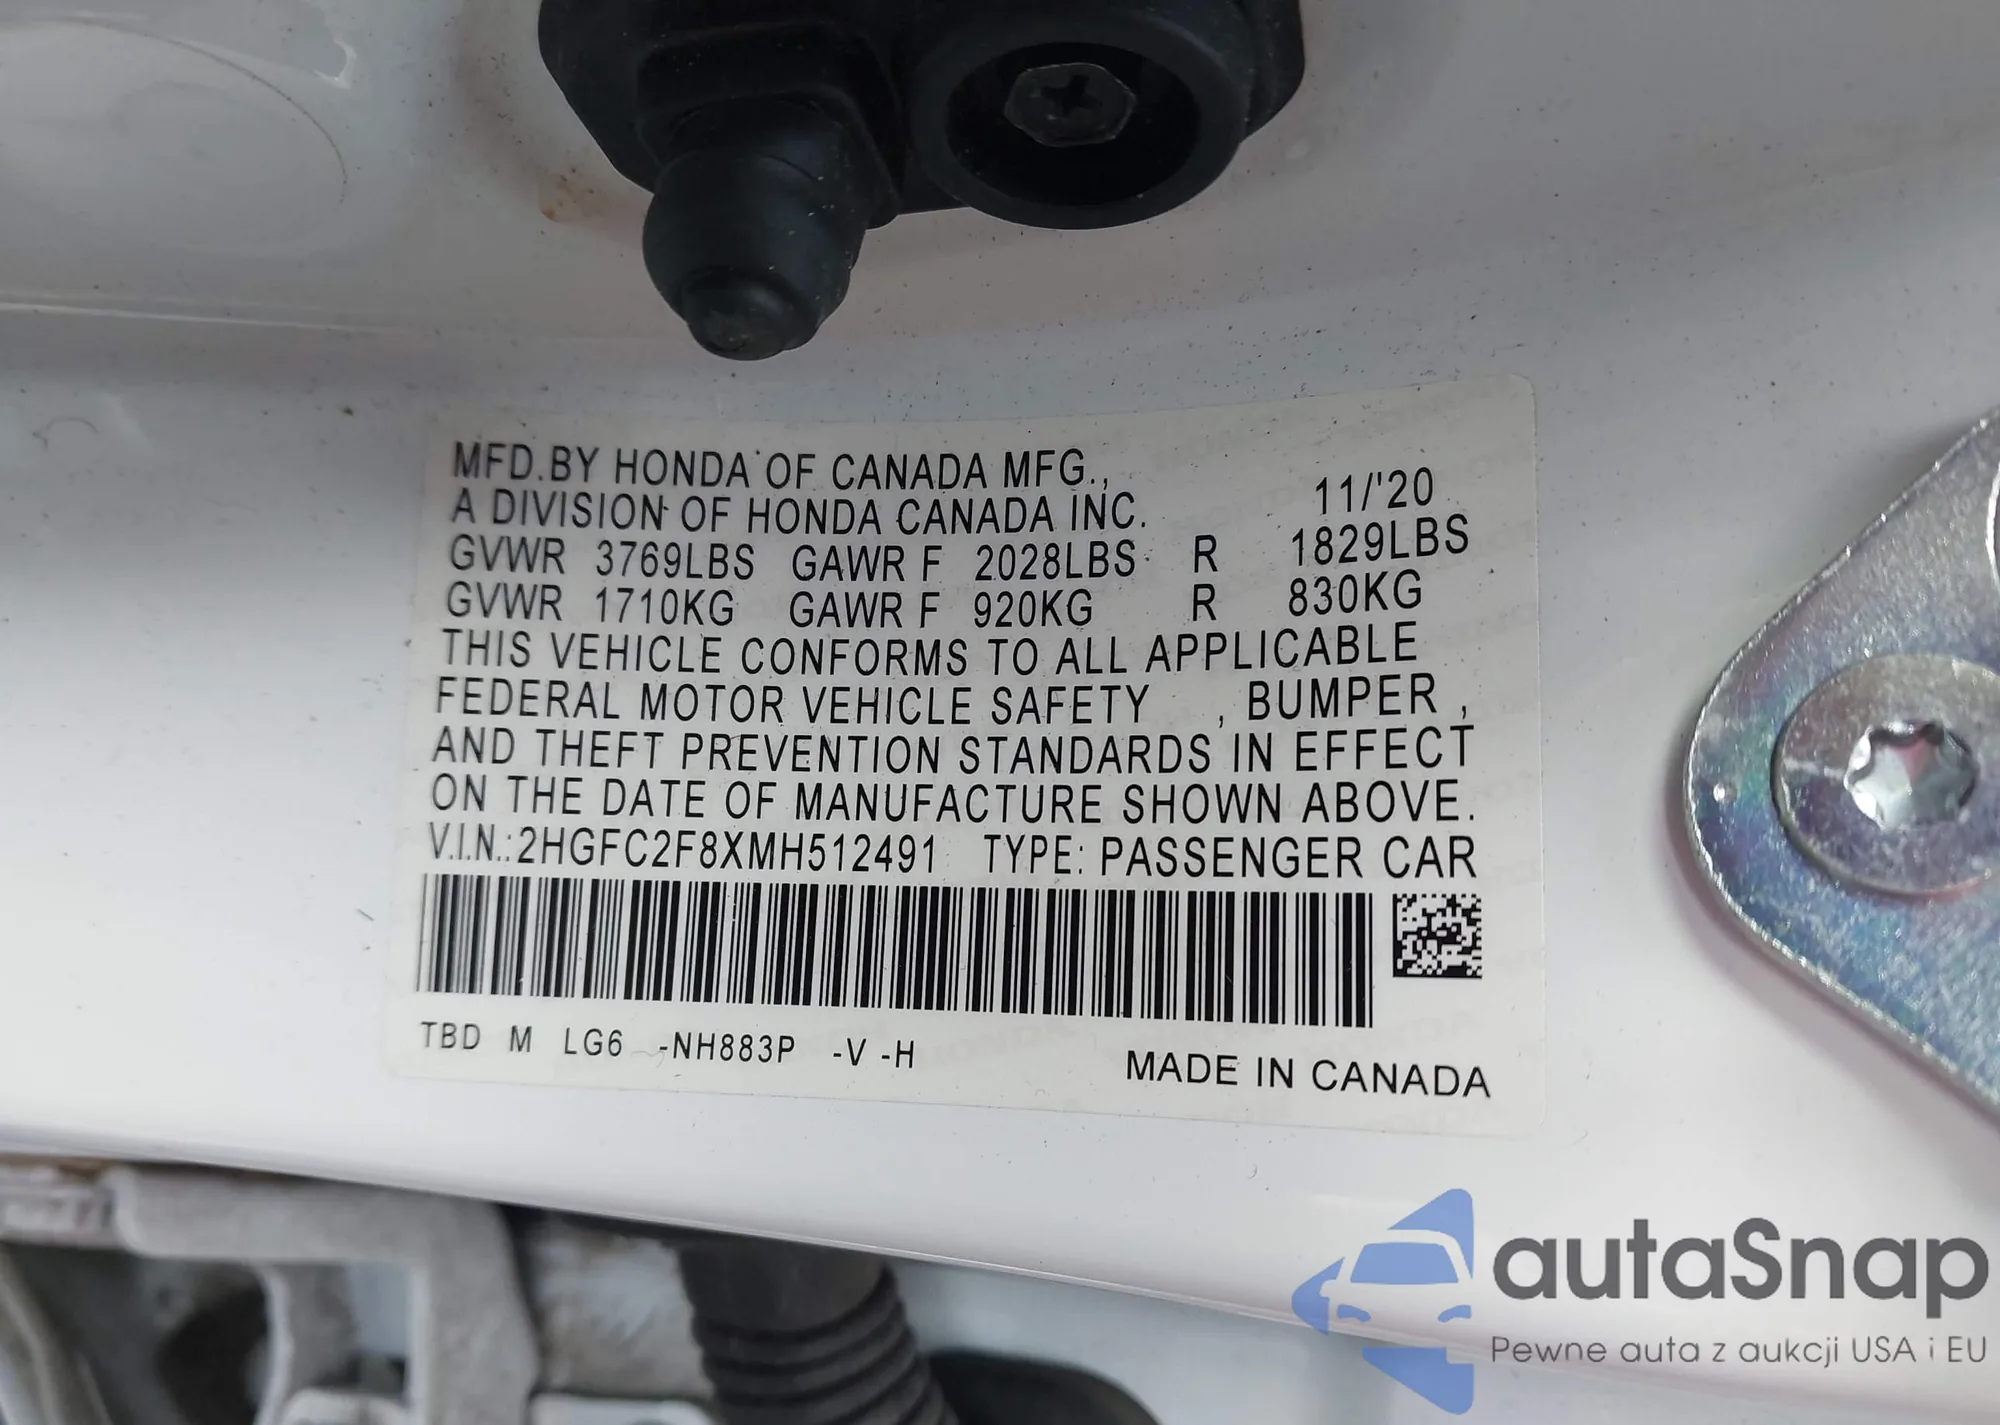 MFD.BY HONDA OF CANADA MFG.,
A DIVISION OF HONDA CANADA INC. 11/'20
GVWR 3769LBS GAWR F 2028LBS R 1829LBS
GVWR 1710KG GAWR F 920KG R 830KG
THIS VEHICLE CONFORMS TO ALL APPLICABLE
FEDERAL MOTOR VEHICLE SAFETY , BUMPER ,
AND THEFT PREVENTION STANDARDS IN EFFECT
ON THE DATE OF MANUFACTURE SHOWN ABOVE.
V.I.N.:2HGFC2F8XMH512491 TYPE: PASSENGER CAR
TBD M LG6 -NH883P -V -H
MADE IN CANADA
autaSnap
Pewne auta z aukcji USA i EU